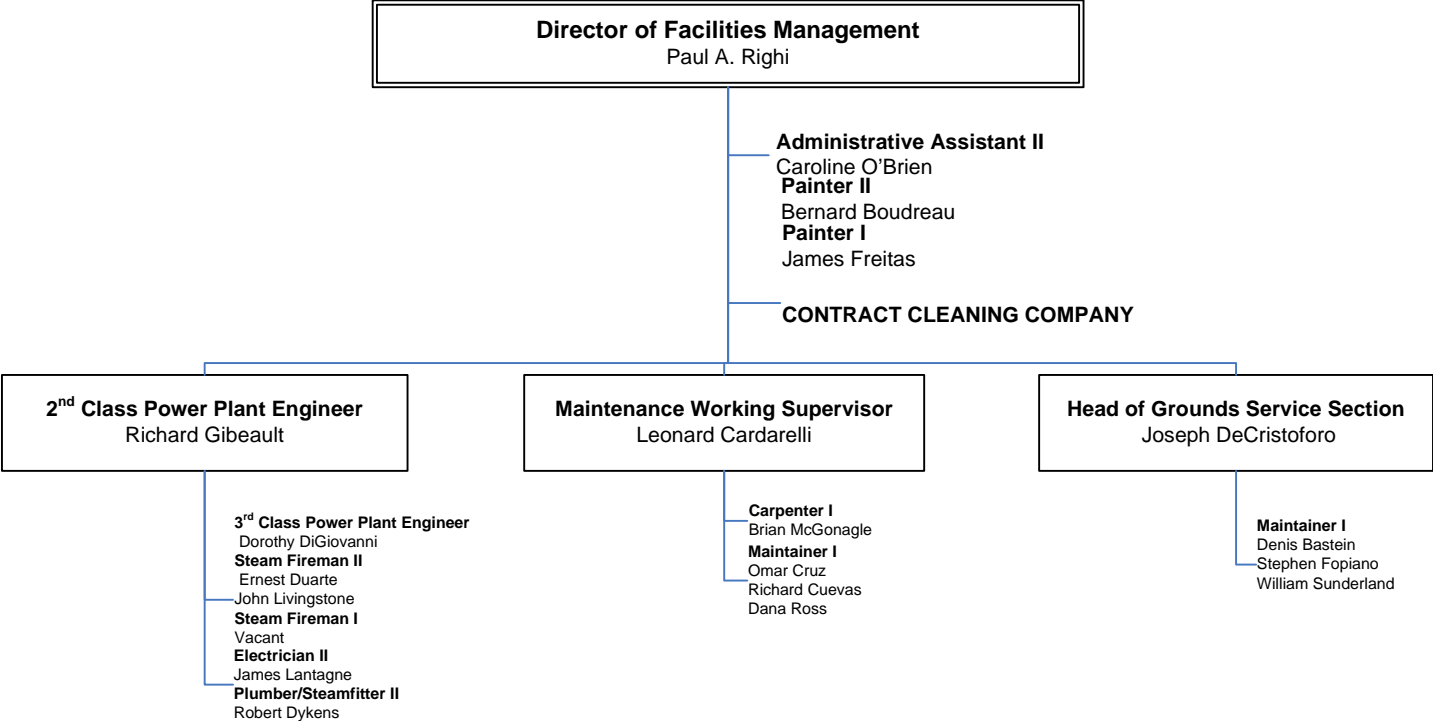 Director of Facilities Management
Paul A. Righi
Administrative Assistant II
Caroline O’Brien
Painter II
Bernard Boudreau
Painter I
James Freitas
CONTRACT CLEANING COMPANY
2nd Class Power Plant Engineer
Richard Gibeault
Maintenance Working Supervisor
Leonard Cardarelli
Head of Grounds Service Section
Joseph DeCristoforo
3rd Class Power Plant Engineer
Dorothy DiGiovanni
Steam Fireman II
Ernest Duarte
John Livingstone
Steam Fireman I
Vacant
Electrician II
James Lantagne
Plumber/Steamfitter II
Robert Dykens
Carpenter I
Brian McGonagle
Maintainer I
Omar Cruz
Richard Cuevas
Dana Ross
Maintainer I
Denis Bastein
Stephen Fopiano
William Sunderland